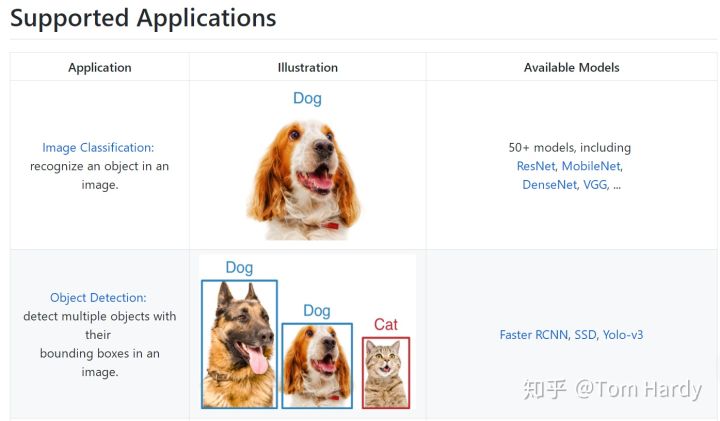 Supported Applications
Application
Illustration
Available Models
Image Classification:
recognize an object in an
image.
Dog
50+ models, including
ResNet, MobileNet,
DenseNet, VGG, ...
Object Detection:
detect multiple objects with
their
bounding boxes in an
image.
Dog
Dog
Cat
Faster RCNN, SSD, Yolo-v3
知乎 @Tom Hardy